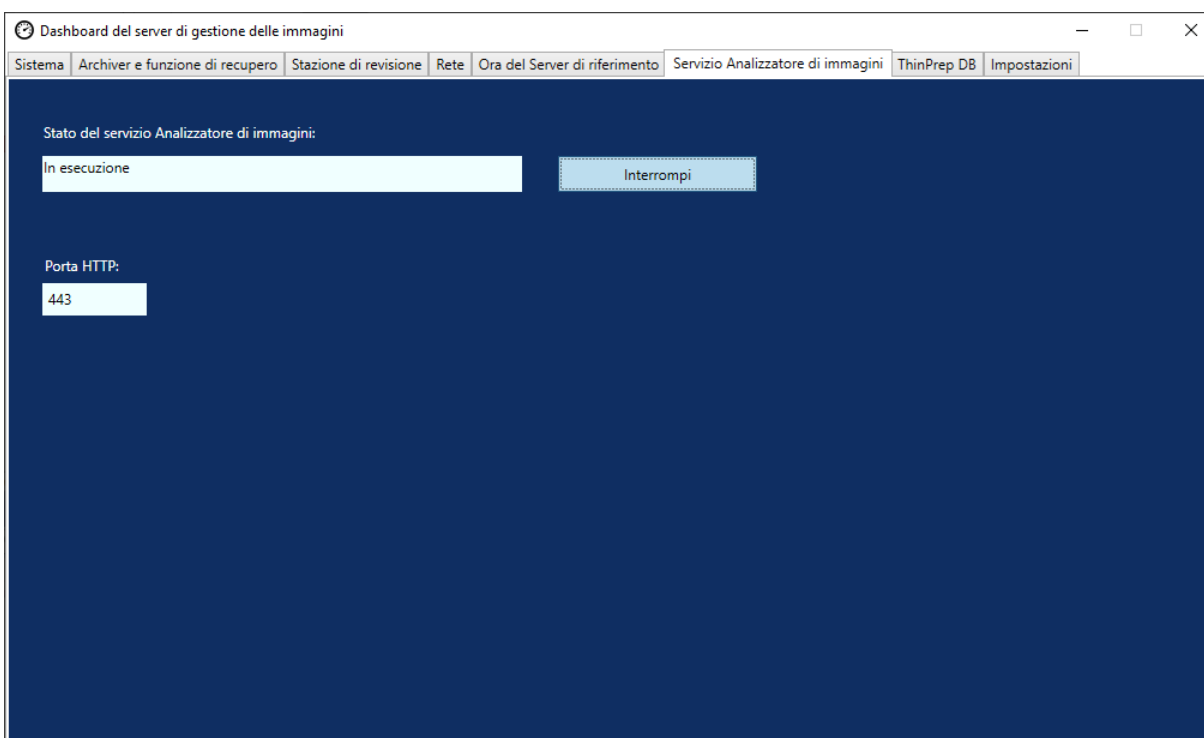 Dashboard del server di gestione delle immagini
Sistema Archiver e funzione di recupero Stazione di revisione Rete Ora del Server di riferimento Servizio Analizzatore di immagini ThinPrep DB Impostazioni
Stato del servizio Analizzatore di immagini:
In esecuzione Interrompi
Porta HTTP:
443